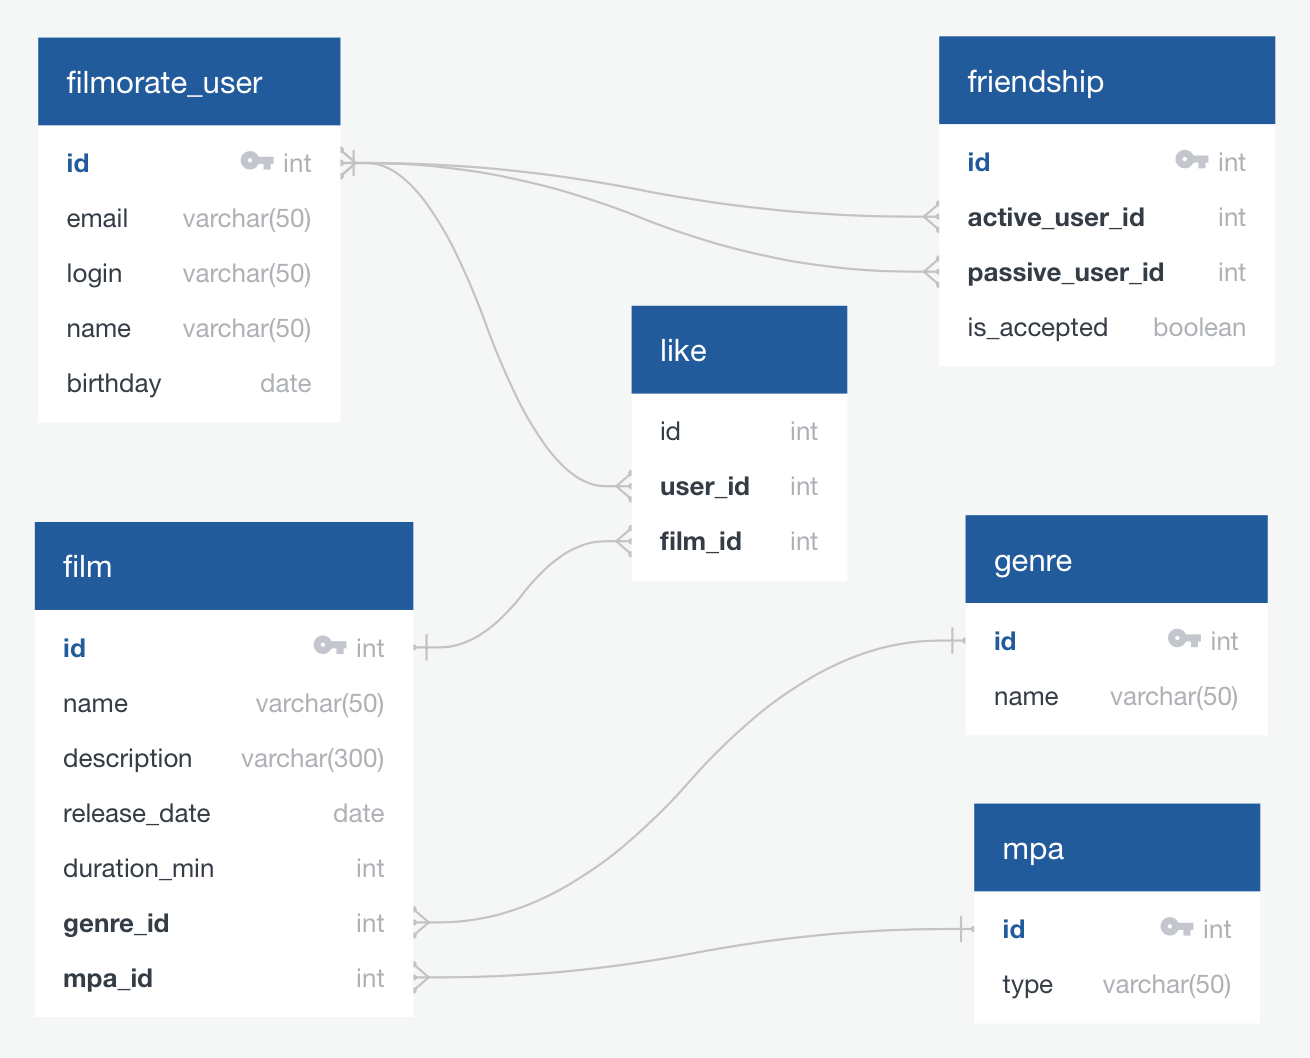 filmorate_user
id int
email varchar(50)
login varchar(50)
name varchar(50)
birthday date
friendship
id int
active_user_id int
passive_user_id int
is_accepted boolean
like
id int
user_id int
film_id int
film
id int
name varchar(50)
description varchar(300)
release_date date
duration_min int
genre_id int
mpa_id int
genre
id int
name varchar(50)
mpa
id int
type varchar(50)